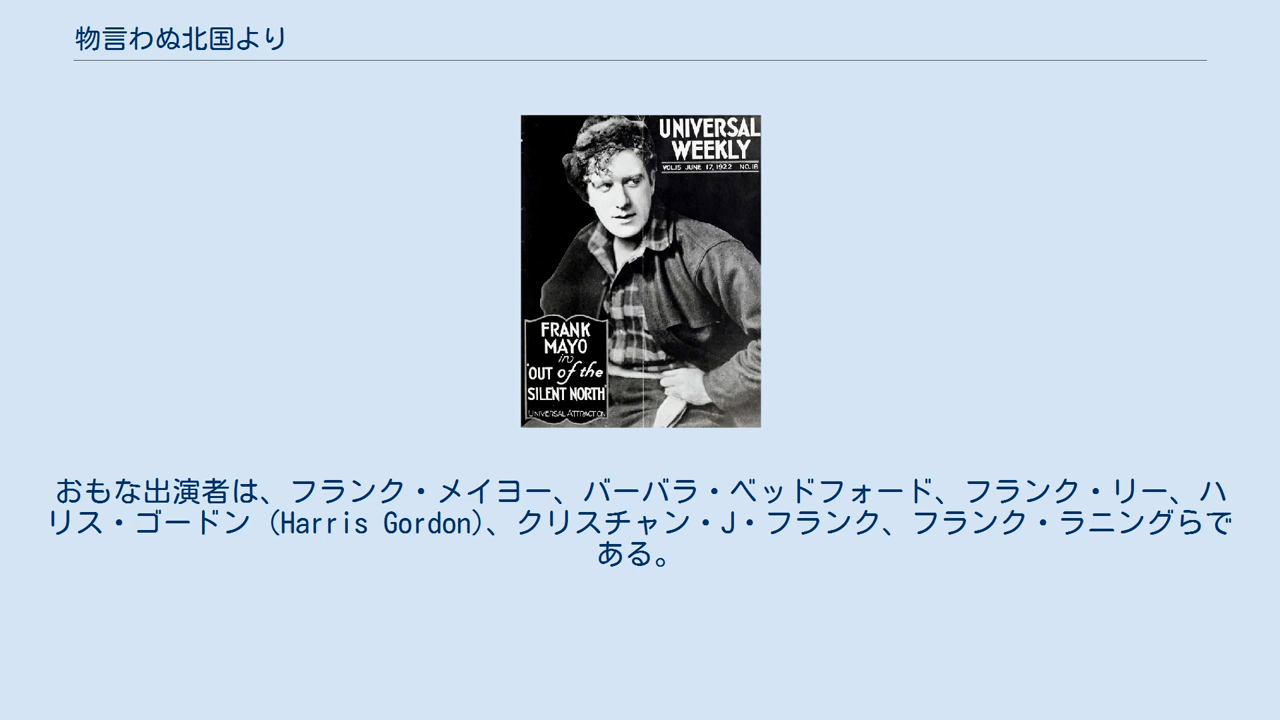 物言わぬ北国より
UNIVERSAL
WEEKLY
VOL.15 JUNE 17, 1922 NO.18
FRANK
MAYO
in
"OUT of the
SILENT NORTH"
UNIVERSAL ATTRACTION
おもな出演者は、フランク・メイヨー、バーバラ・ベッドフォード、フランク・リー、ハ
リス・ゴードン (Harris Gordon)、クリスチャン・J・フランク、フランク・ラニングらで
ある。